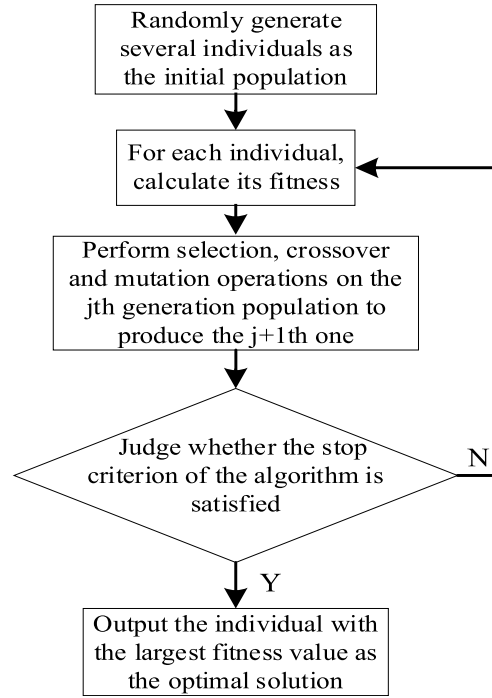 Randomly generate
several individuals as
the initial population
For each individual,
calculate its fitness
Perform selection, crossover
and mutation operations on the
jth generation population to
produce the j+1th one
Judge whether the stop
criterion of the algorithm is
satisfied
N
Y
Output the individual with
the largest fitness value as
the optimal solution